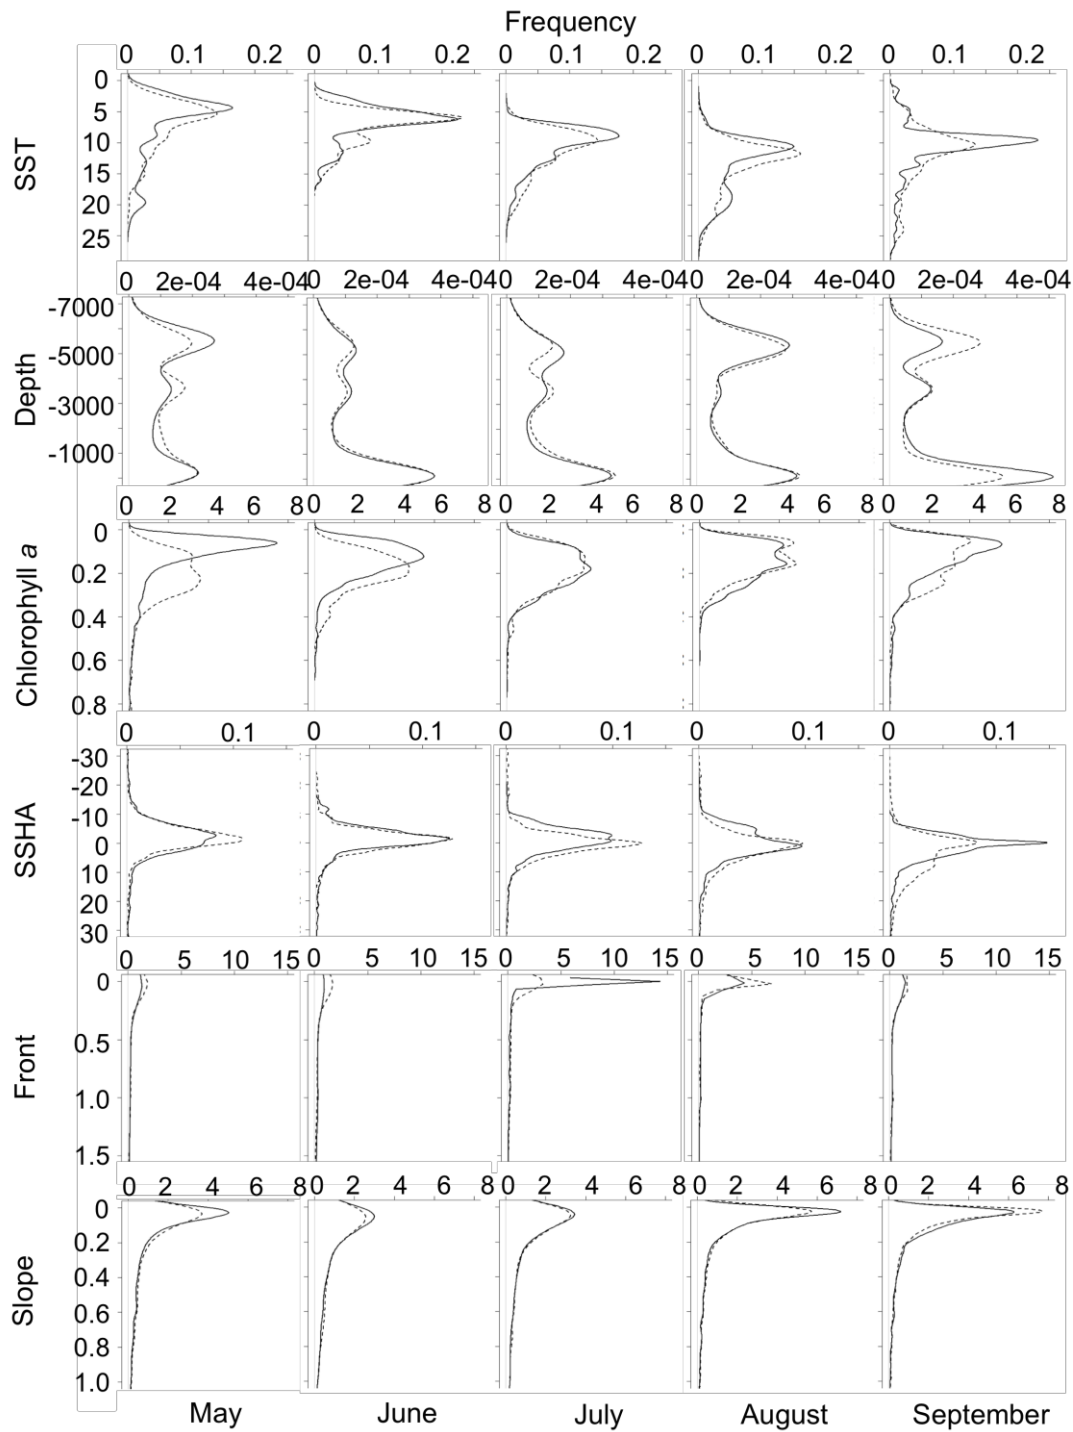 Frequency
0 0.1 0.2 0 0.1 0.2 0 0.1 0.2 0 0.1 0.2 0 0.1 0.2
SST
0
5
10
15
20
25
0 2e-04 4e-04 0 2e-04 4e-04 0 2e-04 4e-04 0 2e-04 4e-04 0 2e-04 4e-04
Depth
-7000
-5000
-3000
-1000
0 2 4 6 8 0 2 4 6 8 0 2 4 6 8 0 2 4 6 8 0 2 4 6 8
Chlorophyll a
0
0.2
0.4
0.6
0.8
0 0.1 0 0.1 0 0.1 0 0.1 0 0.1
SSHA
-30
-20
-10
0
10
20
30
0 5 10 15 0 5 10 15 0 5 10 15 0 5 10 15 0 5 10 15
Front
0
0.5
1.0
1.5
0 2 4 6 8 0 2 4 6 8 0 2 4 6 8 0 2 4 6 8 0 2 4 6 8
Slope
0
0.2
0.4
0.6
0.8
1.0
May June July August September